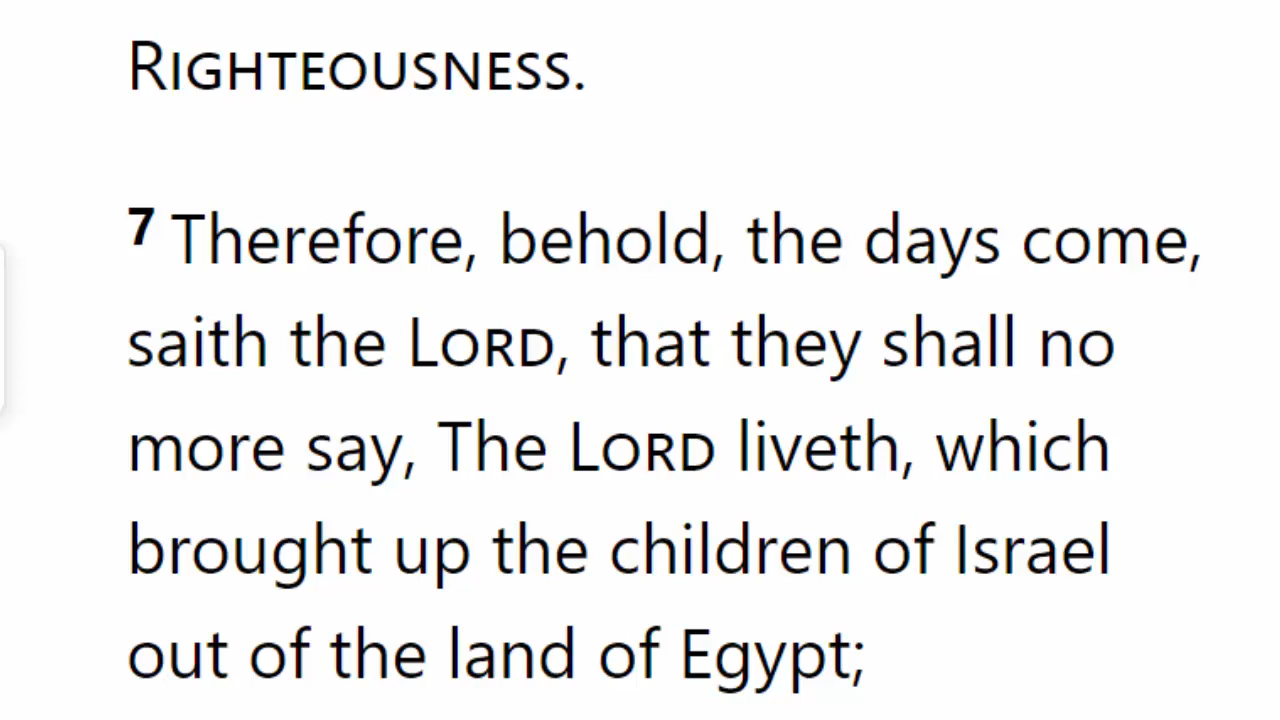 RIGHTEOUSNESS.
7 Therefore, behold, the days come,
saith the LORD, that they shall no
more say, The LORD liveth, which
brought up the children of Israel
out of the land of Egypt;